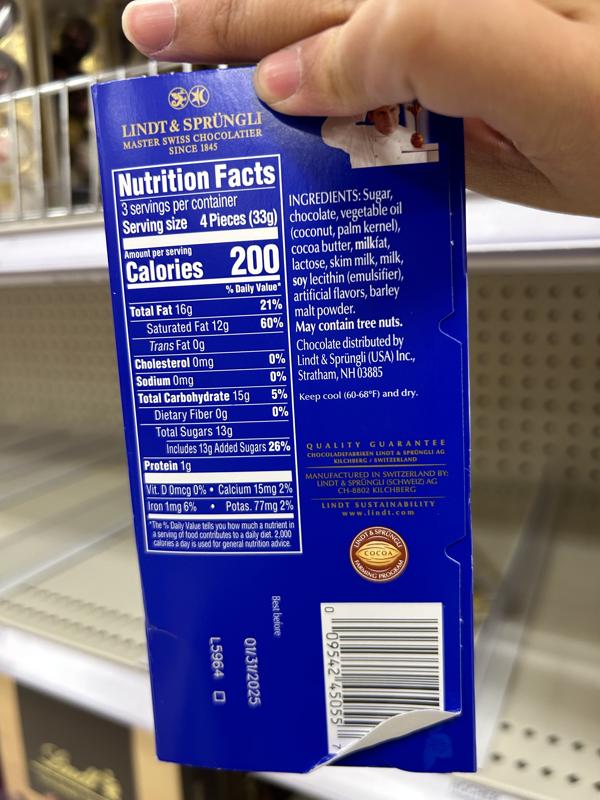 LINDT & SPRÜNGLI
MASTER SWISS CHOCOLATIER
SINCE 1845
Nutrition Facts
3 servings per container
Serving size 4 Pieces (33g)
Amount per serving
Calories 200
% Daily Value*
Total Fat 16g 21%
Saturated Fat 12g 60%
Trans Fat 0g
Cholesterol 0mg 0%
Sodium 0mg 0%
Total Carbohydrate 15g 5%
Dietary Fiber 0g 0%
Total Sugars 13g
Includes 13g Added Sugars 26%
Protein 1g
Vit. D 0mcg 0% • Calcium 15mg 2%
Iron 1mg 6% • Potas. 77mg 2%
*The % Daily Value tells you how much a nutrient in
a serving of food contributes to a daily diet. 2,000
calories a day is used for general nutrition advice.
INGREDIENTS: Sugar,
chocolate, vegetable oil
(coconut, palm kernel),
cocoa butter, milkfat,
lactose, skim milk, milk,
soy lecithin (emulsifier),
artificial flavors, barley
malt powder.
May contain tree nuts.
Chocolate distributed by
Lindt & Sprüngli (USA) Inc.,
Stratham, NH 03885
Keep cool (60-68°F) and dry.
QUALITY GUARANTEE
CHOCOLADEFABRIKEN LINDT & SPRÜNGLI AG
KILCHBERG / SWITZERLAND
MANUFACTURED IN SWITZERLAND BY:
LINDT & SPRÜNGLI (SCHWEIZ) AG
CH-8802 KILCHBERG
LINDT SUSTAINABILITY
www.lindt.com
LINDT & SPRÜNGLI
COCOA
FARMING PROGRAM
Best before
01/31/2025
L5964
0 09542 45055 7
Lindt